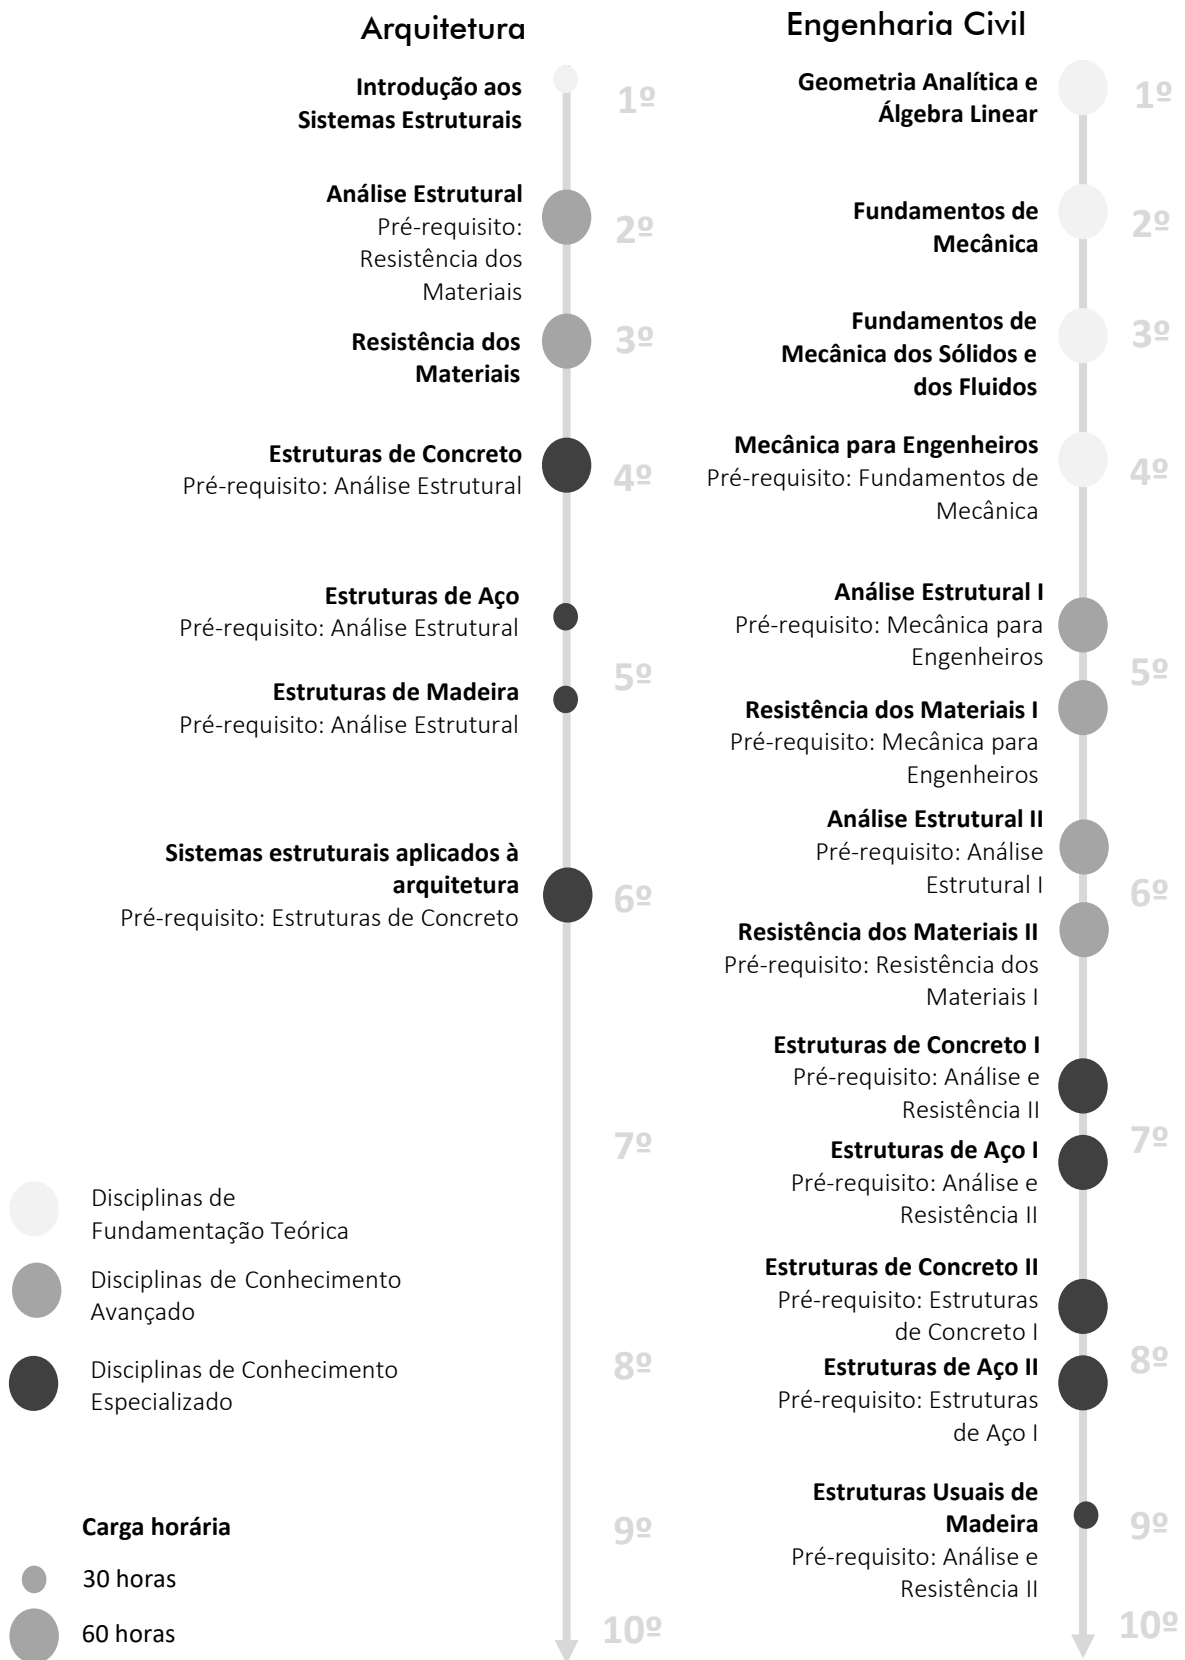 Arquitetura
Introdução aos
Sistemas Estruturais
1º
Análise Estrutural
Pré-requisito:
Resistência dos
Materiais
2º
Resistência dos
Materiais
3º
Estruturas de Concreto
Pré-requisito: Análise Estrutural
4º
Estruturas de Aço
Pré-requisito: Análise Estrutural
5º
Estruturas de Madeira
Pré-requisito: Análise Estrutural
Sistemas estruturais aplicados à
arquitetura
Pré-requisito: Estruturas de Concreto
6º
7º
8º
9º
10º
Engenharia Civil
Geometria Analítica e
Álgebra Linear
1º
Fundamentos de
Mecânica
2º
Fundamentos de
Mecânica dos Sólidos e
dos Fluidos
3º
Mecânica para Engenheiros
Pré-requisito: Fundamentos de
Mecânica
4º
Análise Estrutural I
Pré-requisito: Mecânica para
Engenheiros
5º
Resistência dos Materiais I
Pré-requisito: Mecânica para
Engenheiros
Análise Estrutural II
Pré-requisito: Análise
Estrutural I
6º
Resistência dos Materiais II
Pré-requisito: Resistência dos
Materiais I
Estruturas de Concreto I
Pré-requisito: Análise e
Resistência II
7º
Estruturas de Aço I
Pré-requisito: Análise e
Resistência II
Estruturas de Concreto II
Pré-requisito: Estruturas
de Concreto I
8º
Estruturas de Aço II
Pré-requisito: Estruturas
de Aço I
Estruturas Usuais de
Madeira
Pré-requisito: Análise e
Resistência II
9º
10º
Disciplinas de
Fundamentação Teórica
Disciplinas de Conhecimento
Avançado
Disciplinas de Conhecimento
Especializado
Carga horária
30 horas
60 horas